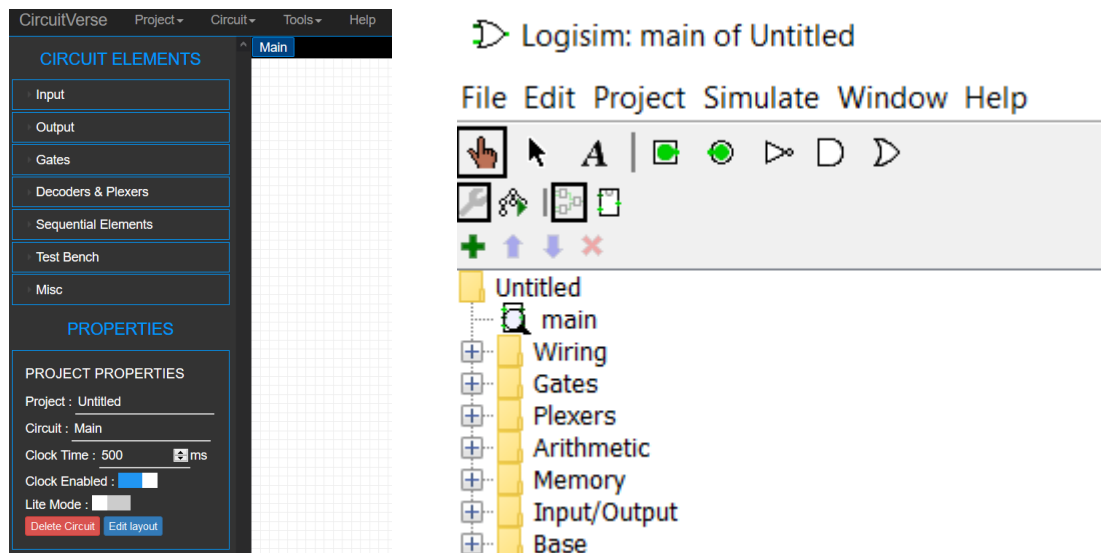 CircuitVerse Project Circuit Tools Help
Main
CIRCUIT ELEMENTS
Input
Output
Gates
Decoders & Plexers
Sequential Elements
Test Bench
Misc
PROPERTIES
PROJECT PROPERTIES
Project : Untitled
Circuit : Main
Clock Time : 500 ms
Clock Enabled :
Lite Mode :
Delete Circuit Edit layout
Logisim: main of Untitled
File Edit Project Simulate Window Help
A
Untitled
main
Wiring
Gates
Plexers
Arithmetic
Memory
Input/Output
Base